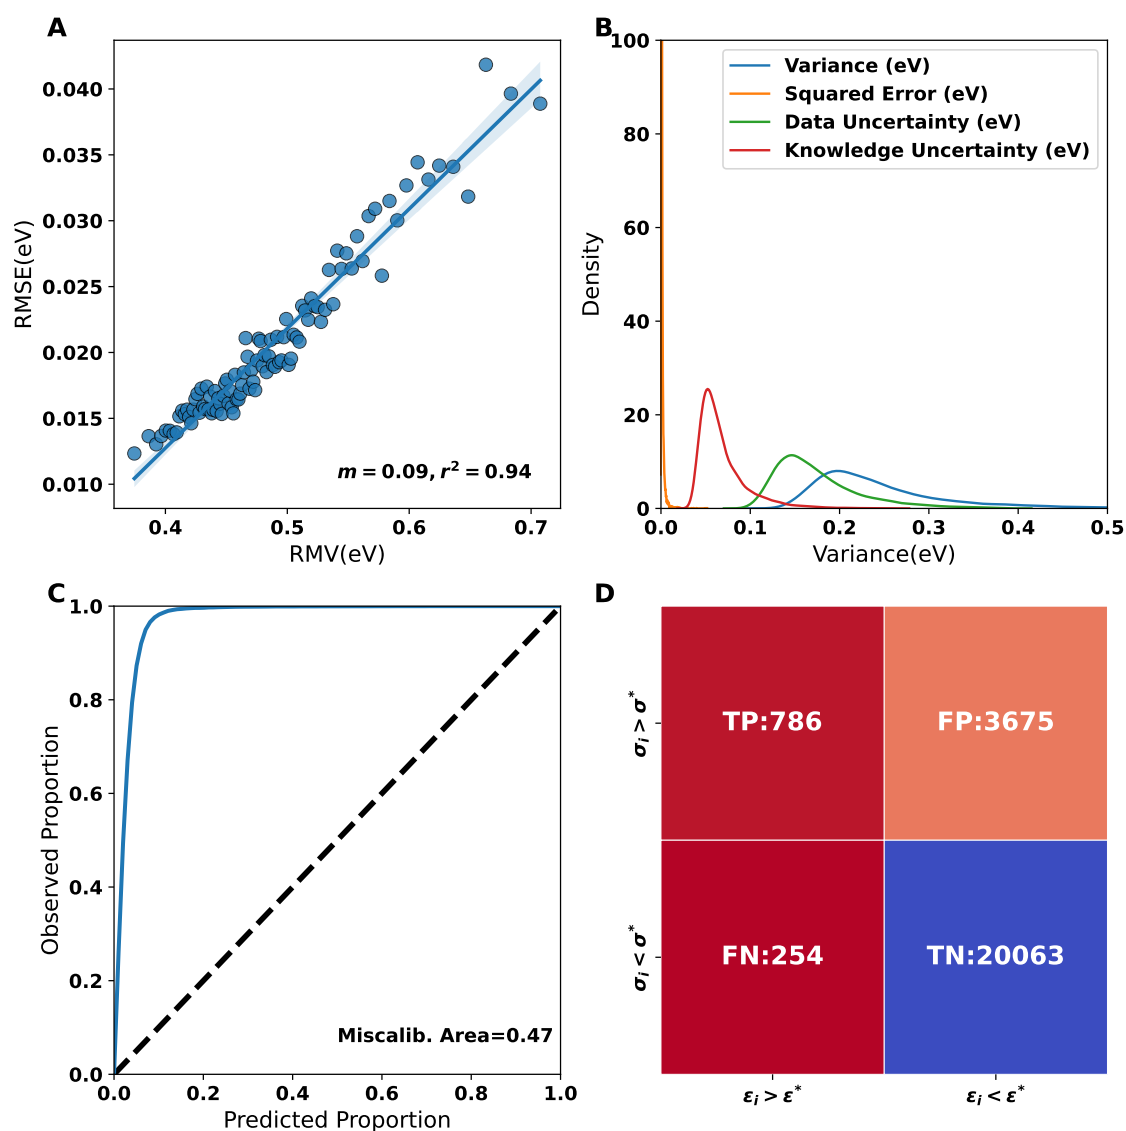 A
RMSE(eV)
0.040
0.035
0.030
0.025
0.020
0.015
0.010
m = 0.09, r² = 0.94
0.4 0.5 0.6 0.7
RMV(eV)
B
Density
100
80
60
40
20
0
Variance (eV)
Squared Error (eV)
Data Uncertainty (eV)
Knowledge Uncertainty (eV)
0.0 0.1 0.2 0.3 0.4 0.5
Variance(eV)
C
Observed Proportion
1.0
0.8
0.6
0.4
0.2
0.0
Miscalib. Area=0.47
0.0 0.2 0.4 0.6 0.8 1.0
Predicted Proportion
D
σᵢ > σ*
TP:786 FP:3675
σᵢ < σ*
FN:254 TN:20063
εᵢ > ε* εᵢ < ε*